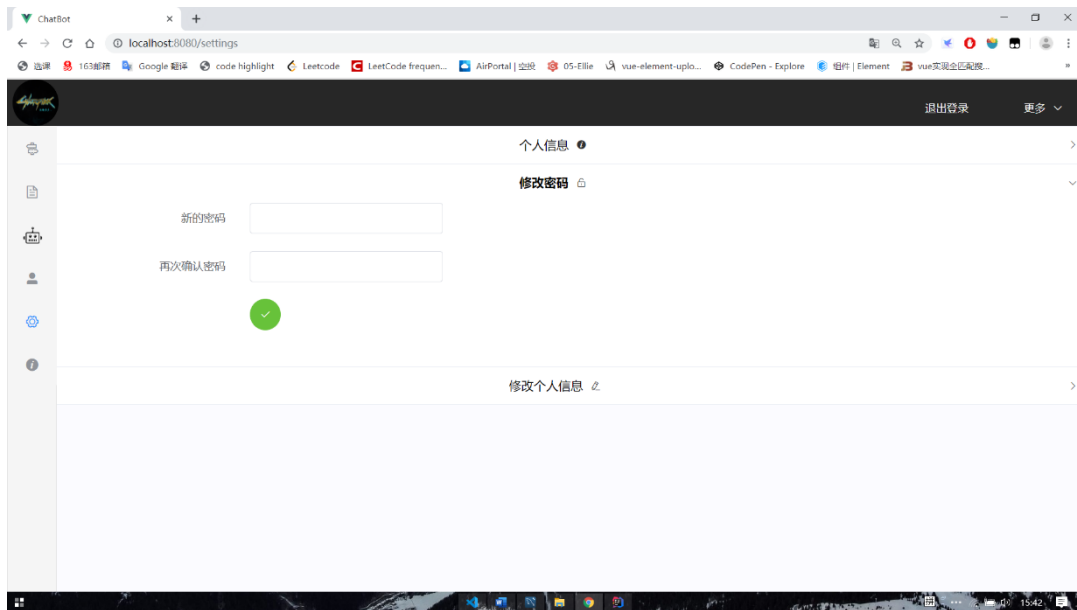 ChatBot
localhost:8080/settings
选课 163邮箱 Google 翻译 code highlight Leetcode LeetCode frequen... AirPortal | 空投 05-Ellie vue-element-uplo... CodePen - Explore 组件 | Element vue实现全匹配搜...
退出登录 更多
个人信息
修改密码
新的密码
再次确认密码
修改个人信息
15:42